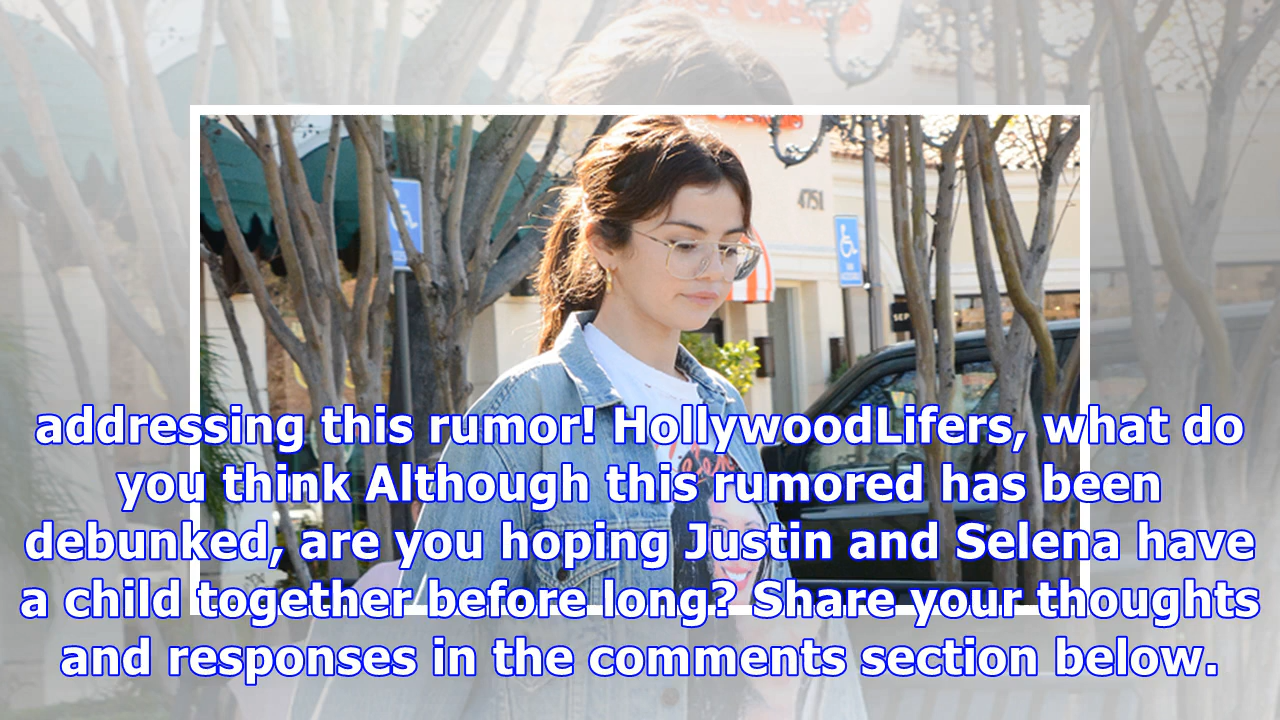 4751
SEP
addressing this rumor! HollywoodLifers, what do
you think Although this rumored has been
debunked, are you hoping Justin and Selena have
a child together before long? Share your thoughts
and responses in the comments section below.